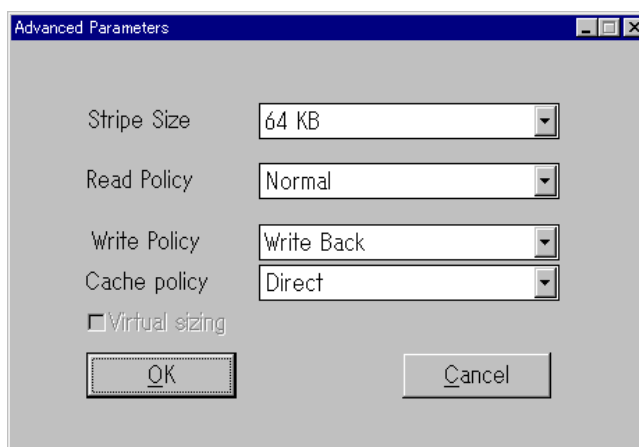 Advanced Parameters
Stripe Size 64 KB
Read Policy Normal
Write Policy Write Back
Cache policy Direct
Virtual sizing
OK Cancel